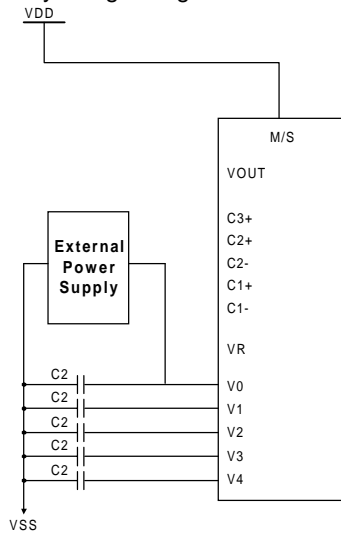 VDD
M/S
VOUT
C3+
C2+
C2-
C1+
C1-
External
Power
Supply
VR
C2
V0
C2
V1
C2
V2
C2
V3
C2
V4
VSS